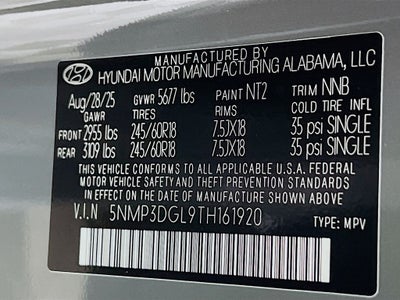 MANUFACTURED BY
HYUNDAI MOTOR MANUFACTURING ALABAMA, LLC
Aug/28/25 GVWR 5677 lbs PAINT NT2 TRIM NNB
GAWR TIRES RIMS COLD TIRE INFL
FRONT 2955 lbs 245/60R18 7.5JX18 35 psi SINGLE
REAR 3109 lbs 245/60R18 7.5JX18 35 psi SINGLE
THIS VEHICLE CONFORMS TO ALL APPLICABLE U.S.A. FEDERAL
MOTOR VEHICLE SAFETY AND THEFT PREVENTION STANDARDS
IN EFFECT ON THE DATE OF MANUFACTURE SHOWN ABOVE.
V.I.N 5NMP3DGL9TH161920 TYPE: MPV